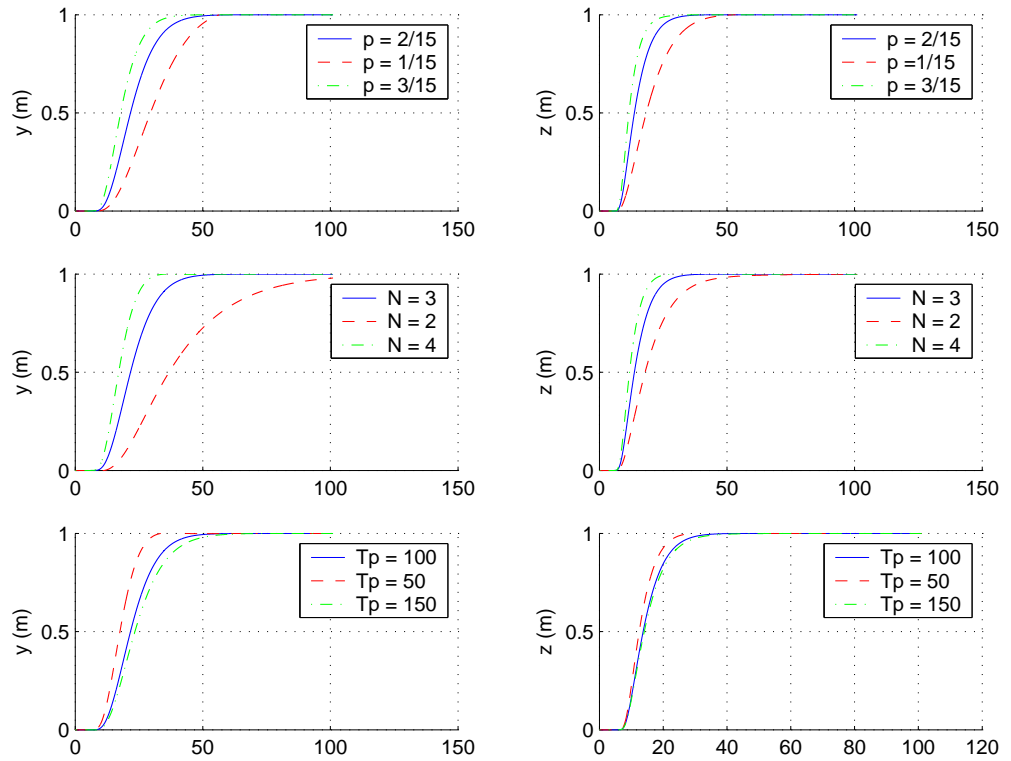 1
0.5
0
y (m)
p = 2/15
p = 1/15
p = 3/15
0 50 100 150
1
0.5
0
z (m)
p = 2/15
p =1/15
p = 3/15
0 50 100 150
1
0.5
0
y (m)
N = 3
N = 2
N = 4
0 50 100 150
1
0.5
0
z (m)
N = 3
N = 2
N = 4
0 50 100 150
1
0.5
0
y (m)
Tp = 100
Tp = 50
Tp = 150
0 50 100 150
1
0.5
0
z (m)
Tp = 100
Tp = 50
Tp = 150
0 20 40 60 80 100 120